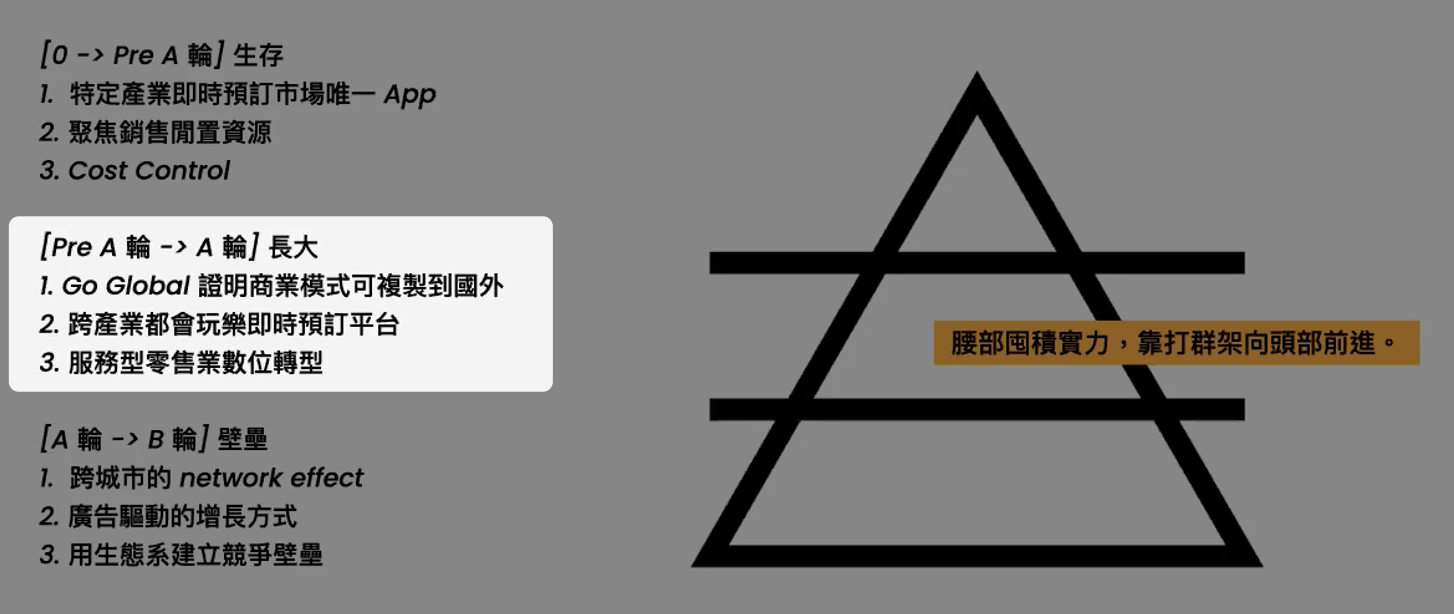 [0 -> Pre A 輪] 生存
1. 特定產業即時預訂市場唯一 App
2. 聚焦銷售閒置資源
3. Cost Control
[Pre A 輪 -> A 輪] 長大
1. Go Global 證明商業模式可複製到國外
2. 跨產業都會玩樂即時預訂平台
3. 服務型零售業數位轉型
[A 輪 -> B 輪] 壁壘
1. 跨城市的 network effect
2. 廣告驅動的增長方式
3. 用生態系建立競爭壁壘
腰部囤積實力，靠打群架向頭部前進。